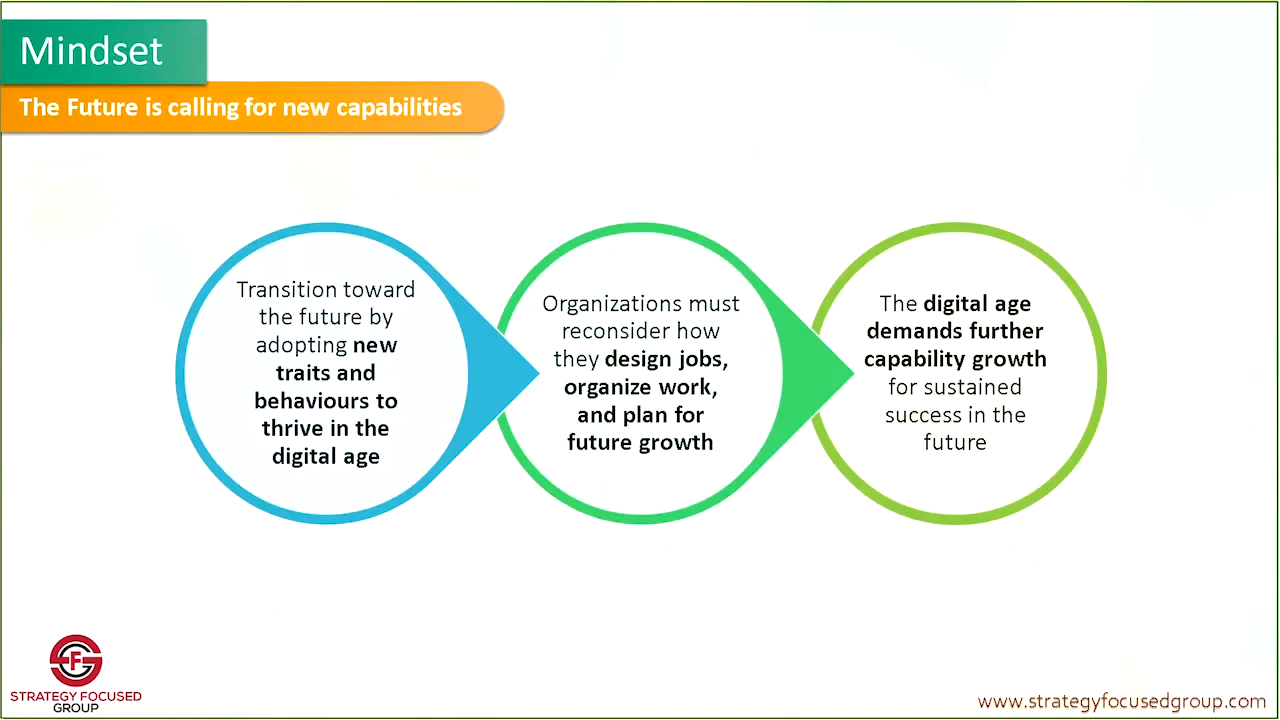 Mindset
The Future is calling for new capabilities
Transition toward
the future by
adopting new
traits and
behaviours to
thrive in the
digital age
Organizations must
reconsider how
they design jobs,
organize work,
and plan for
future growth
The digital age
demands further
capability growth
for sustained
success in the
future
SFG
STRATEGY FOCUSED
GROUP
www.strategyfocusedgroup.com